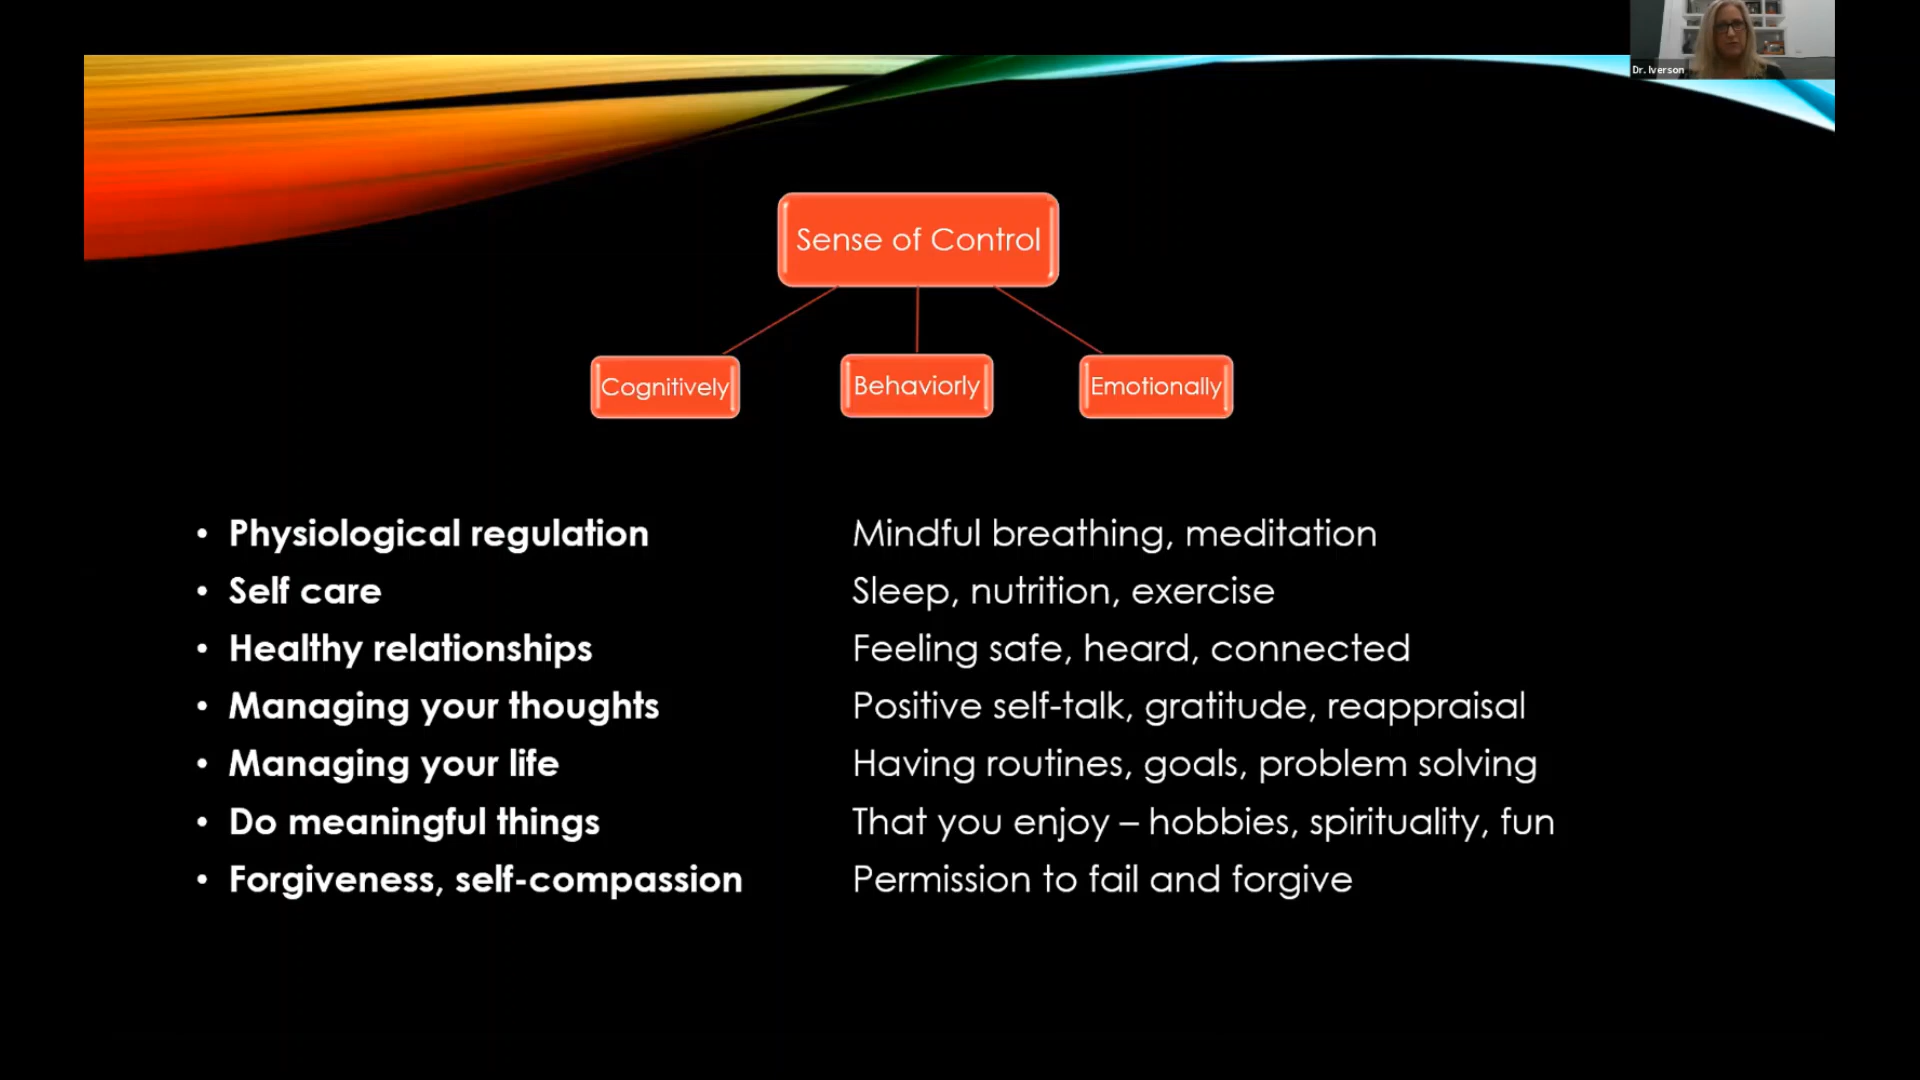 Dr. Iverson
Sense of Control
Cognitively
Behaviorly
Emotionally
• Physiological regulation Mindful breathing, meditation
• Self care Sleep, nutrition, exercise
• Healthy relationships Feeling safe, heard, connected
• Managing your thoughts Positive self-talk, gratitude, reappraisal
• Managing your life Having routines, goals, problem solving
• Do meaningful things That you enjoy – hobbies, spirituality, fun
• Forgiveness, self-compassion Permission to fail and forgive